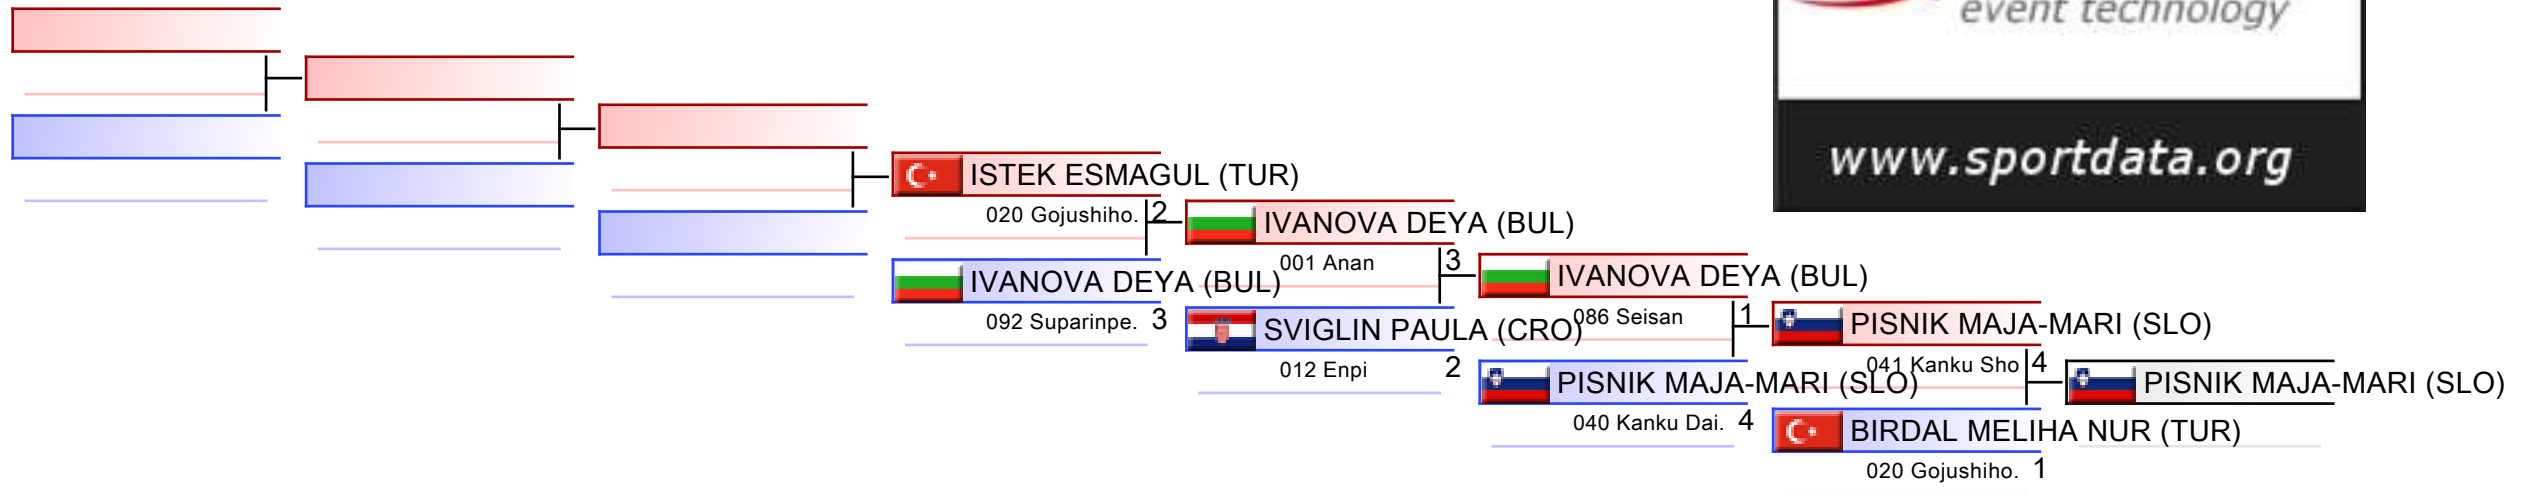 event technology
www.sportdata.org
ISTEK ESMAGUL (TUR)
020 Gojushiho. 2
IVANOVA DEYA (BUL)
092 Suparinpe. 3
IVANOVA DEYA (BUL)
001 Anan 3
SVIGLIN PAULA (CRO)
012 Enpi 2
IVANOVA DEYA (BUL)
086 Seisan 1
PISNIK MAJA-MARI (SLO)
040 Kanku Dai. 4
PISNIK MAJA-MARI (SLO)
041 Kanku Sho 4
BIRDAL MELIHA NUR (TUR)
020 Gojushiho. 1
PISNIK MAJA-MARI (SLO)